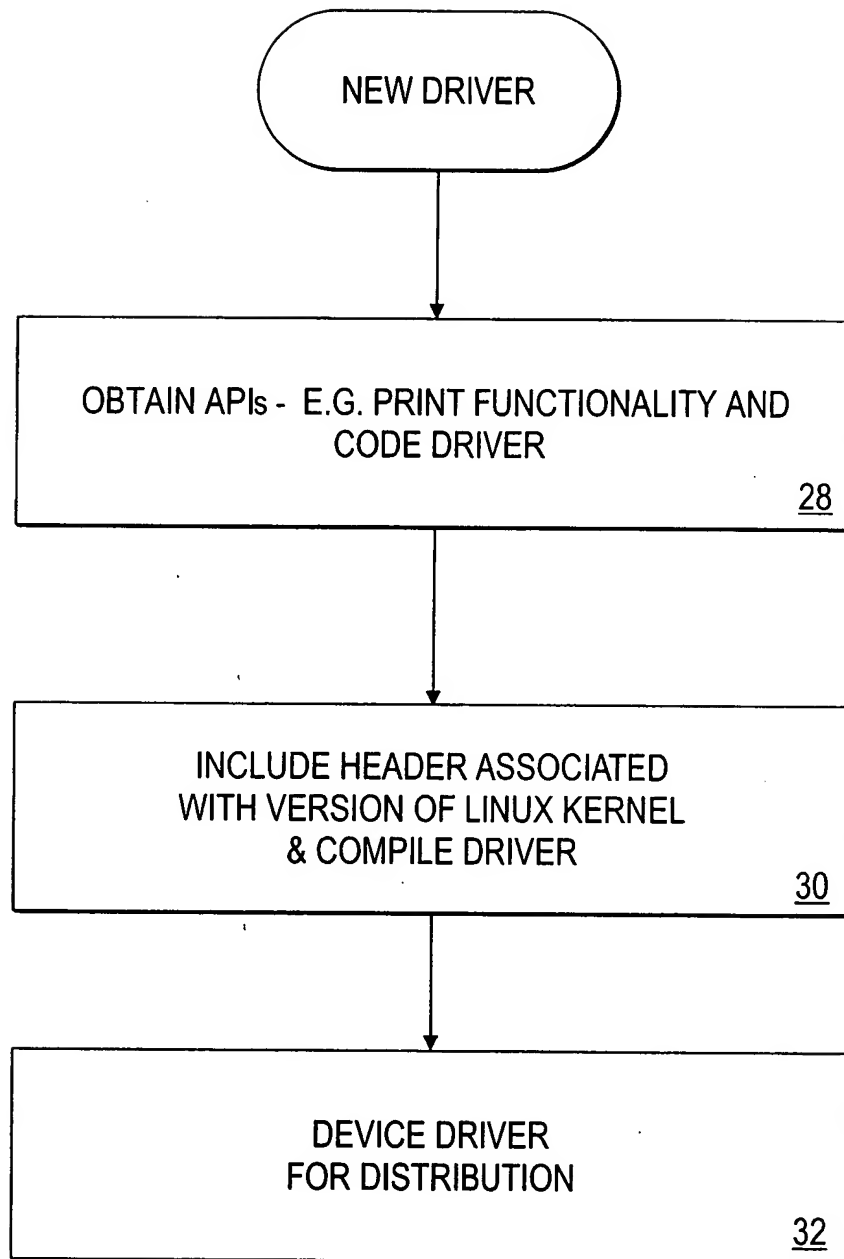 NEW DRIVER
OBTAIN APIs - E.G. PRINT FUNCTIONALITY AND
CODE DRIVER
28
INCLUDE HEADER ASSOCIATED
WITH VERSION OF LINUX KERNEL
& COMPILE DRIVER
30
DEVICE DRIVER
FOR DISTRIBUTION
32